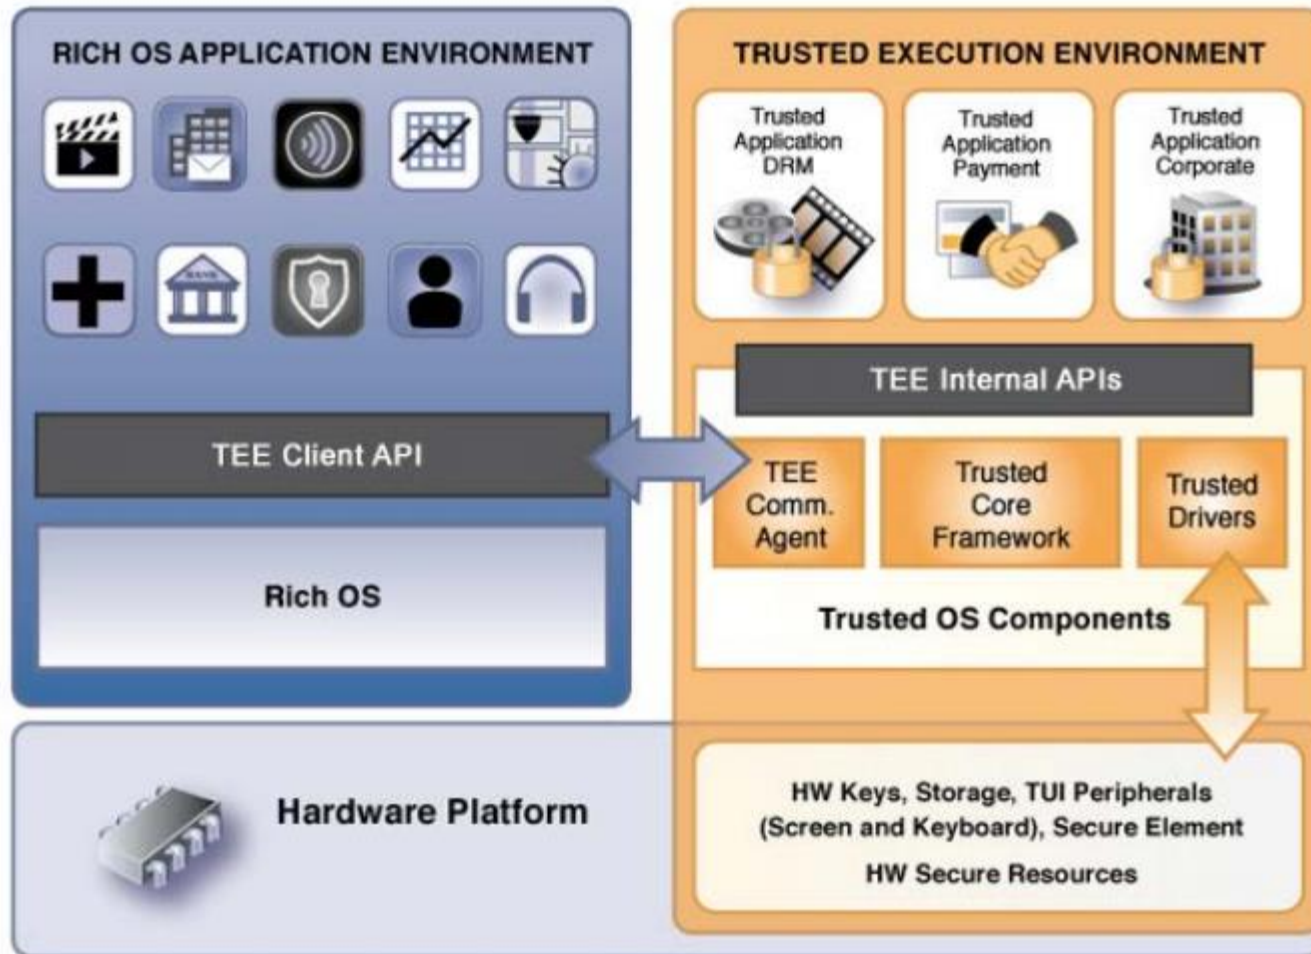 RICH OS APPLICATION ENVIRONMENT
BANK
TEE Client API
Rich OS
TRUSTED EXECUTION ENVIRONMENT
Trusted
Application
DRM
Trusted
Application
Payment
Trusted
Application
Corporate
TEE Internal APIs
TEE
Comm.
Agent
Trusted
Core
Framework
Trusted
Drivers
Trusted OS Components
Hardware Platform
HW Keys, Storage, TUI Peripherals
(Screen and Keyboard), Secure Element
HW Secure Resources